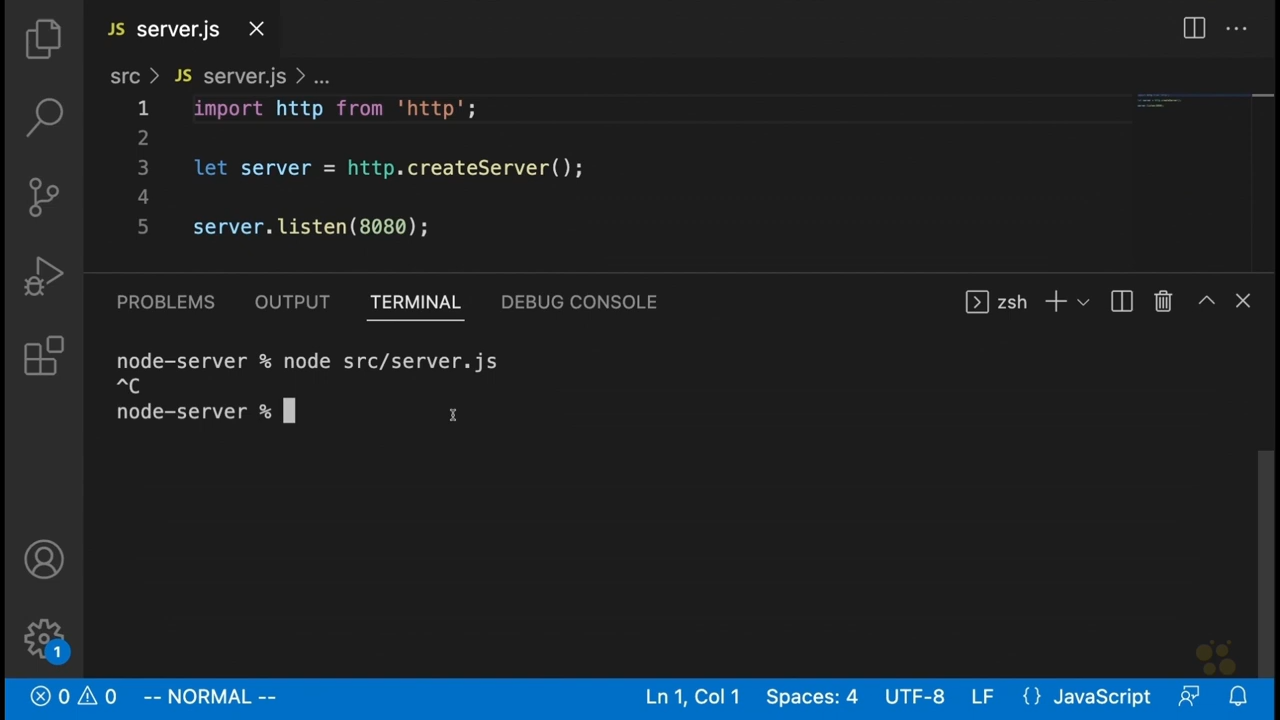 JS server.js
src > JS server.js > ...
1 import http from 'http';
2
3 let server = http.createServer();
4
5 server.listen(8080);
PROBLEMS OUTPUT TERMINAL DEBUG CONSOLE zsh
node-server % node src/server.js
^C
node-server %
1
0 0 -- NORMAL -- Ln 1, Col 1 Spaces: 4 UTF-8 LF {} JavaScript